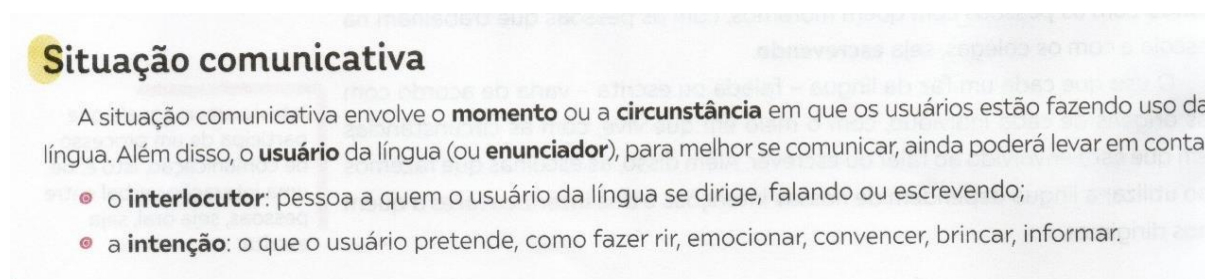 Situação comunicativa
A situação comunicativa envolve o momento ou a circunstância em que os usuários estão fazendo uso da
língua. Além disso, o usuário da língua (ou enunciador), para melhor se comunicar, ainda poderá levar em conta
o interlocutor: pessoa a quem o usuário da língua se dirige, falando ou escrevendo;
a intenção: o que o usuário pretende, como fazer rir, emocionar, convencer, brincar, informar.